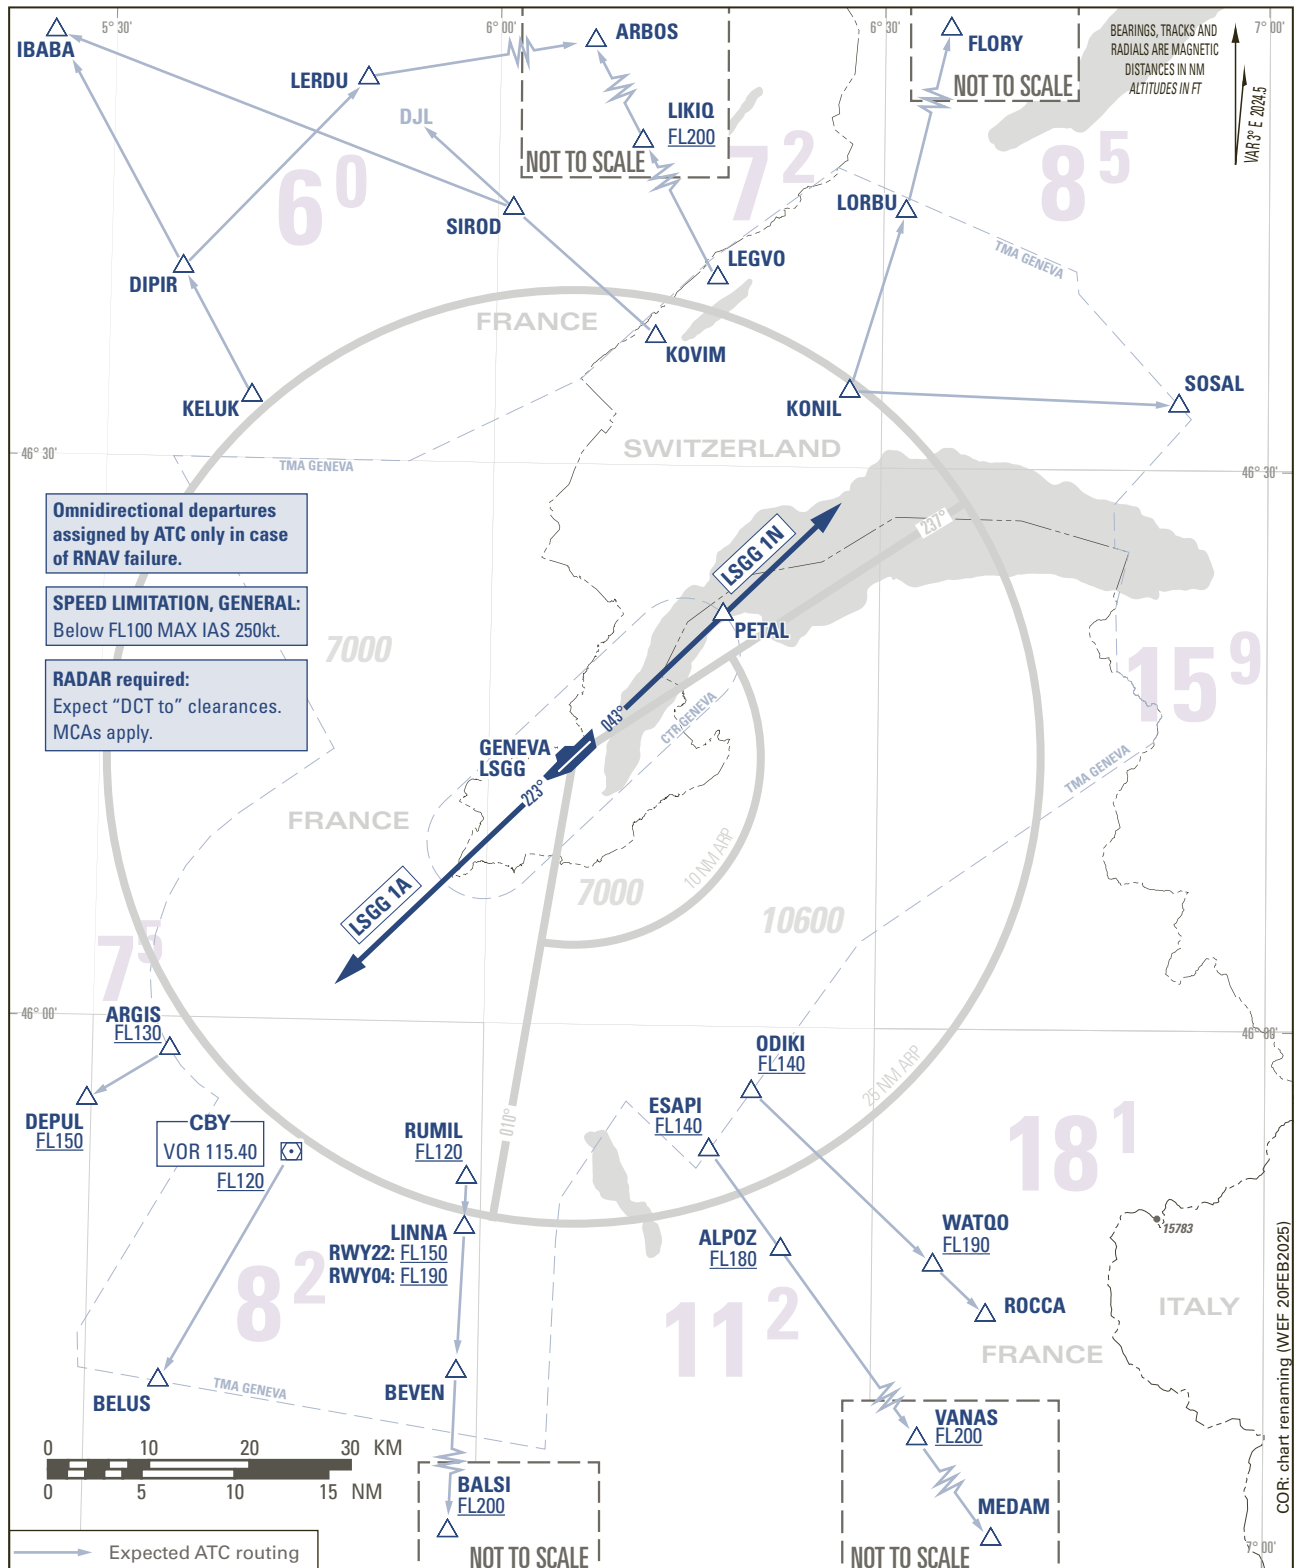 5° 30'
6° 00'
6° 30'
7° 00'
IBABA
LERDU
ARBOS
FLORY
NOT TO SCALE
BEARINGS, TRACKS AND
RADIALS ARE MAGNETIC
DISTANCES IN NM
ALTITUDES IN FT
VAR 3° E 2024.5
DJL
LIKIQ
FL200
NOT TO SCALE
6 0
7 2
8 5
SIROD
LORBU
DIPIR
LEGVO
TMA GENEVA
FRANCE
KOVIM
KELUK
KONIL
SOSAL
46° 30'
TMA GENEVA
SWITZERLAND
46° 30'
Omnidirectional departures
assigned by ATC only in case
of RNAV failure.
SPEED LIMITATION, GENERAL:
Below FL100 MAX IAS 250kt.
RADAR required:
Expect “DCT to” clearances.
MCAs apply.
LSGG 1N
237°
PETAL
7000
15 9
043°
CTR GENEVA
GENEVA
LSGG
223°
TMA GENEVA
FRANCE
LSGG 1A
7000
10 NM ARP
10600
7 5
46° 00'
ARGIS
FL130
46° 00'
ODIKI
FL140
25 NM ARP
DEPUL
FL150
CBY
VOR 115.40
FL120
RUMIL
FL120
010°
ESAPI
FL140
18 1
LINNA
RWY22: FL150
RWY04: FL190
ALPOZ
FL180
WATQO
FL190
15783
8 2
11 2
ROCCA
ITALY
FRANCE
BELUS
TMA GENEVA
BEVEN
0 10 20 30 KM
0 5 10 15 NM
BALSI
FL200
NOT TO SCALE
VANAS
FL200
MEDAM
NOT TO SCALE
7° 00'
Expected ATC routing
COR: chart renaming (WEF 20FEB2025)